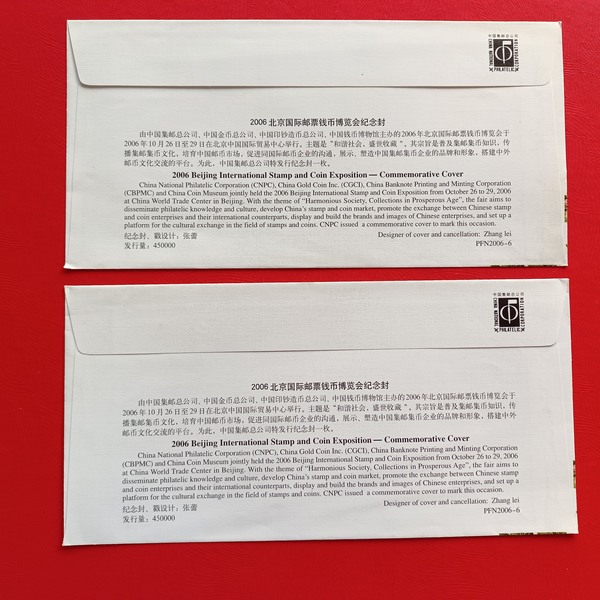 中国集邮总公司
CHINA NATIONAL PHILATELIC CORPORATION
2006 北京国际邮票钱币博览会纪念封
由中国集邮总公司、中国金币总公司、中国印钞造币总公司、中国钱币博物馆主办的2006年北京国际邮票钱币博览会于
2006年10月26日至29日在北京中国国际贸易中心举行。主题是“和谐社会,盛世收藏”。其宗旨是普及集邮集币知识,传
播集邮集币文化,培育中国邮币市场,促进国际邮币企业的沟通,展示、塑造中国集邮集币企业的品牌和形象,搭建中外
邮币文化交流的平台。为此,中国集邮总公司特发行纪念封一枚。
2006 Beijing International Stamp and Coin Exposition — Commemorative Cover
China National Philatelic Corporation (CNPC), China Gold Coin Inc. (CGCI), China Banknote Printing and Minting Corporation
(CBPMC) and China Coin Museum jointly held the 2006 Beijing International Stamp and Coin Exposition from October 26 to 29, 2006
at China World Trade Center in Beijing. With the theme of “Harmonious Society, Collections in Prosperous Age”, the fair aims to
disseminate philatelic knowledge and culture, develop China's stamp and coin market, promote the exchange between Chinese stamp
and coin enterprises and their international counterparts, display and build the brands and images of Chinese enterprises, and set up a
platform for the cultural exchange in the field of stamps and coins. CNPC issued a commemorative cover to mark this occasion.
纪念封、戳设计:张蕾 Designer of cover and cancellation: Zhang lei
发行量:450000 PFN2006-6
中国集邮总公司
CHINA NATIONAL PHILATELIC CORPORATION
2006 北京国际邮票钱币博览会纪念封
由中国集邮总公司、中国金币总公司、中国印钞造币总公司、中国钱币博物馆主办的2006年北京国际邮票钱币博览会于
2006年10月26日至29日在北京中国国际贸易中心举行。主题是“和谐社会,盛世收藏”。其宗旨是普及集邮集币知识,传
播集邮集币文化,培育中国邮币市场,促进国际邮币企业的沟通,展示、塑造中国集邮集币企业的品牌和形象,搭建中外
邮币文化交流的平台。为此,中国集邮总公司特发行纪念封一枚。
2006 Beijing International Stamp and Coin Exposition — Commemorative Cover
China National Philatelic Corporation (CNPC), China Gold Coin Inc. (CGCI), China Banknote Printing and Minting Corporation
(CBPMC) and China Coin Museum jointly held the 2006 Beijing International Stamp and Coin Exposition from October 26 to 29, 2006
at China World Trade Center in Beijing. With the theme of “Harmonious Society, Collections in Prosperous Age”, the fair aims to
disseminate philatelic knowledge and culture, develop China's stamp and coin market, promote the exchange between Chinese stamp
and coin enterprises and their international counterparts, display and build the brands and images of Chinese enterprises, and set up a
platform for the cultural exchange in the field of stamps and coins. CNPC issued a commemorative cover to mark this occasion.
纪念封、戳设计:张蕾 Designer of cover and cancellation: Zhang lei
发行量:450000 PFN2006-6